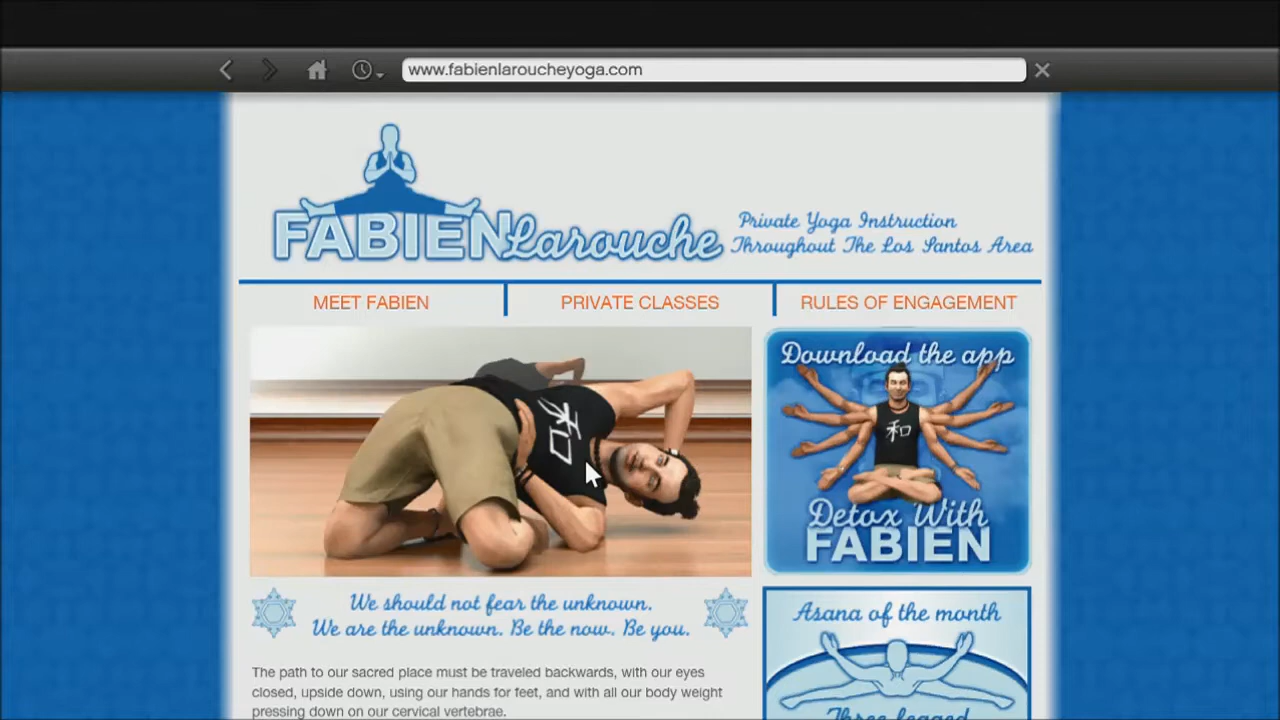 www.fabienlaroucheyoga.com
FABIEN Larouche
Private Yoga Instruction
Throughout The Los Santos Area
MEET FABIEN
PRIVATE CLASSES
RULES OF ENGAGEMENT
和
Download the app
和
Detox With
FABIEN
We should not fear the unknown.
We are the unknown. Be the now. Be you.
The path to our sacred place must be traveled backwards, with our eyes
closed, upside down, using our hands for feet, and with all our body weight
pressing down on our cervical vertebrae.
Asana of the month
Three legged